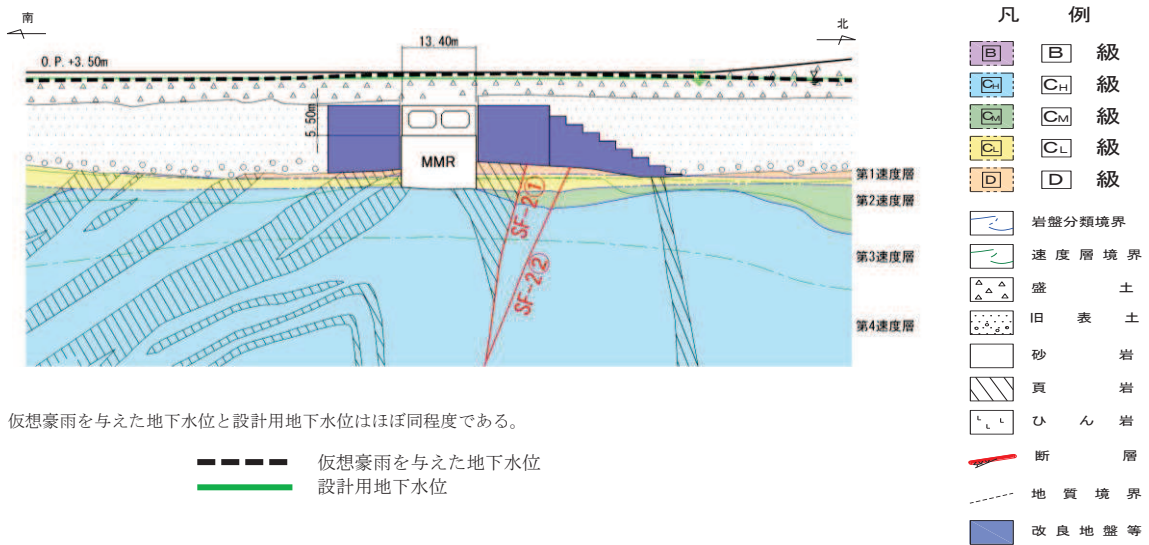 南
北
13.40m
O.P.+3.50m
5.50m
MMR
SF-2①
SF-2②
第1速度層
第2速度層
第3速度層
第4速度層
仮想豪雨を与えた地下水位と設計用地下水位はほぼ同程度である。
仮想豪雨を与えた地下水位
設計用地下水位
凡 例
B B 級
CH CH 級
CM CM 級
CL CL 級
D D 級
岩盤分類境界
速度層境界
盛土
旧表土
砂岩
頁岩
ひん岩
断層
地質境界
改良地盤等